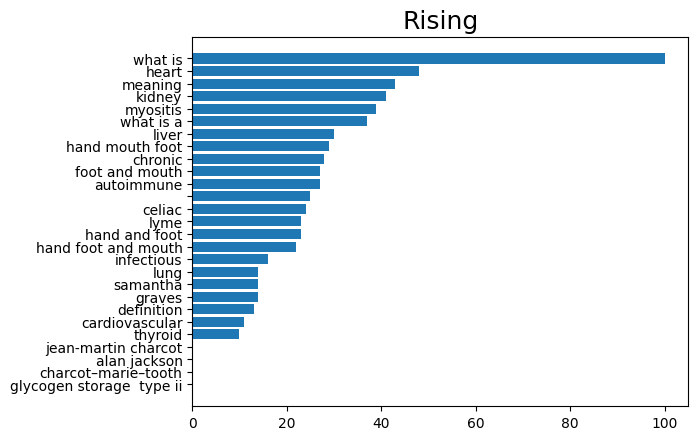 Rising
what is
heart
meaning
kidney
myositis
what is a
liver
hand mouth foot
chronic
foot and mouth
autoimmune
celiac
lyme
hand and foot
hand foot and mouth
infectious
lung
samantha
graves
definition
cardiovascular
thyroid
jean-martin charcot
alan jackson
charcot–marie–tooth
glycogen storage  type ii
0 20 40 60 80 100